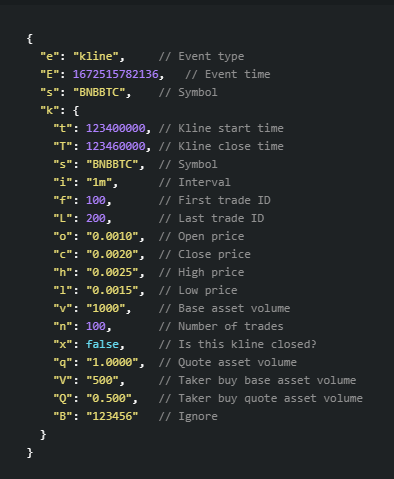 {
"e": "kline", // Event type
"E": 1672515782136, // Event time
"s": "BNBBTC", // Symbol
"k": {
"t": 123400000, // Kline start time
"T": 123460000, // Kline close time
"s": "BNBBTC", // Symbol
"i": "1m", // Interval
"f": 100, // First trade ID
"L": 200, // Last trade ID
"o": "0.0010", // Open price
"c": "0.0020", // Close price
"h": "0.0025", // High price
"l": "0.0015", // Low price
"v": "1000", // Base asset volume
"n": 100, // Number of trades
"x": false, // Is this kline closed?
"q": "1.0000", // Quote asset volume
"V": "500", // Taker buy base asset volume
"Q": "0.500", // Taker buy quote asset volume
"B": "123456" // Ignore
}
}